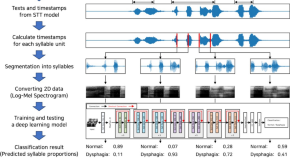 Texts and timestamps
from STT model
Calculate timestamps
for each syllable unit
Segmentation into syllables
Converting 2D data
(Log-Mel Spectrogram)
Training and testing
a deep learning model
Classification result
(Predicted syllable proportions)
Normal: 0.89
Dysphagia: 0.11
Normal: 0.07
Dysphagia: 0.93
Normal: 0.28
Dysphagia: 0.72
Normal: 0.59
Dysphagia: 0.41